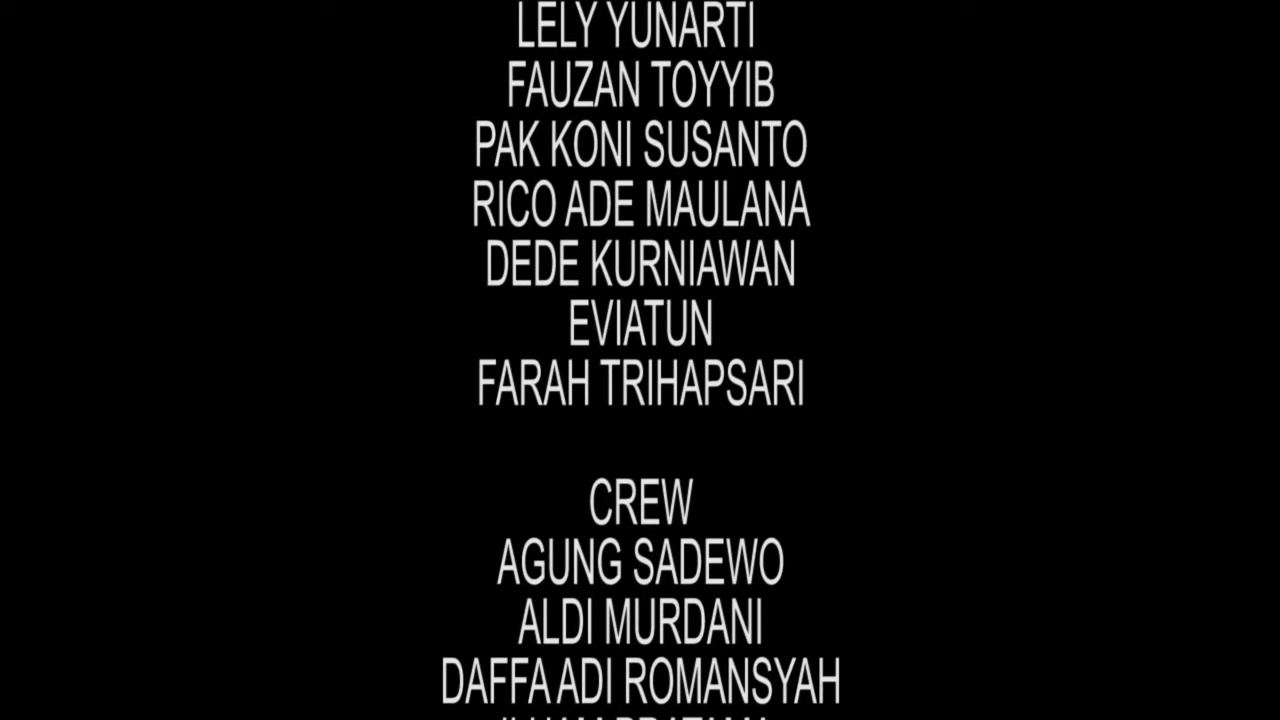 LELY YUNARTI
FAUZAN TOYYIB
PAK KONI SUSANTO
RICO ADE MAULANA
DEDE KURNIAWAN
EVIATUN
FARAH TRIHAPSARI
CREW
AGUNG SADEWO
ALDI MURDANI
DAFFA ADI ROMANSYAH